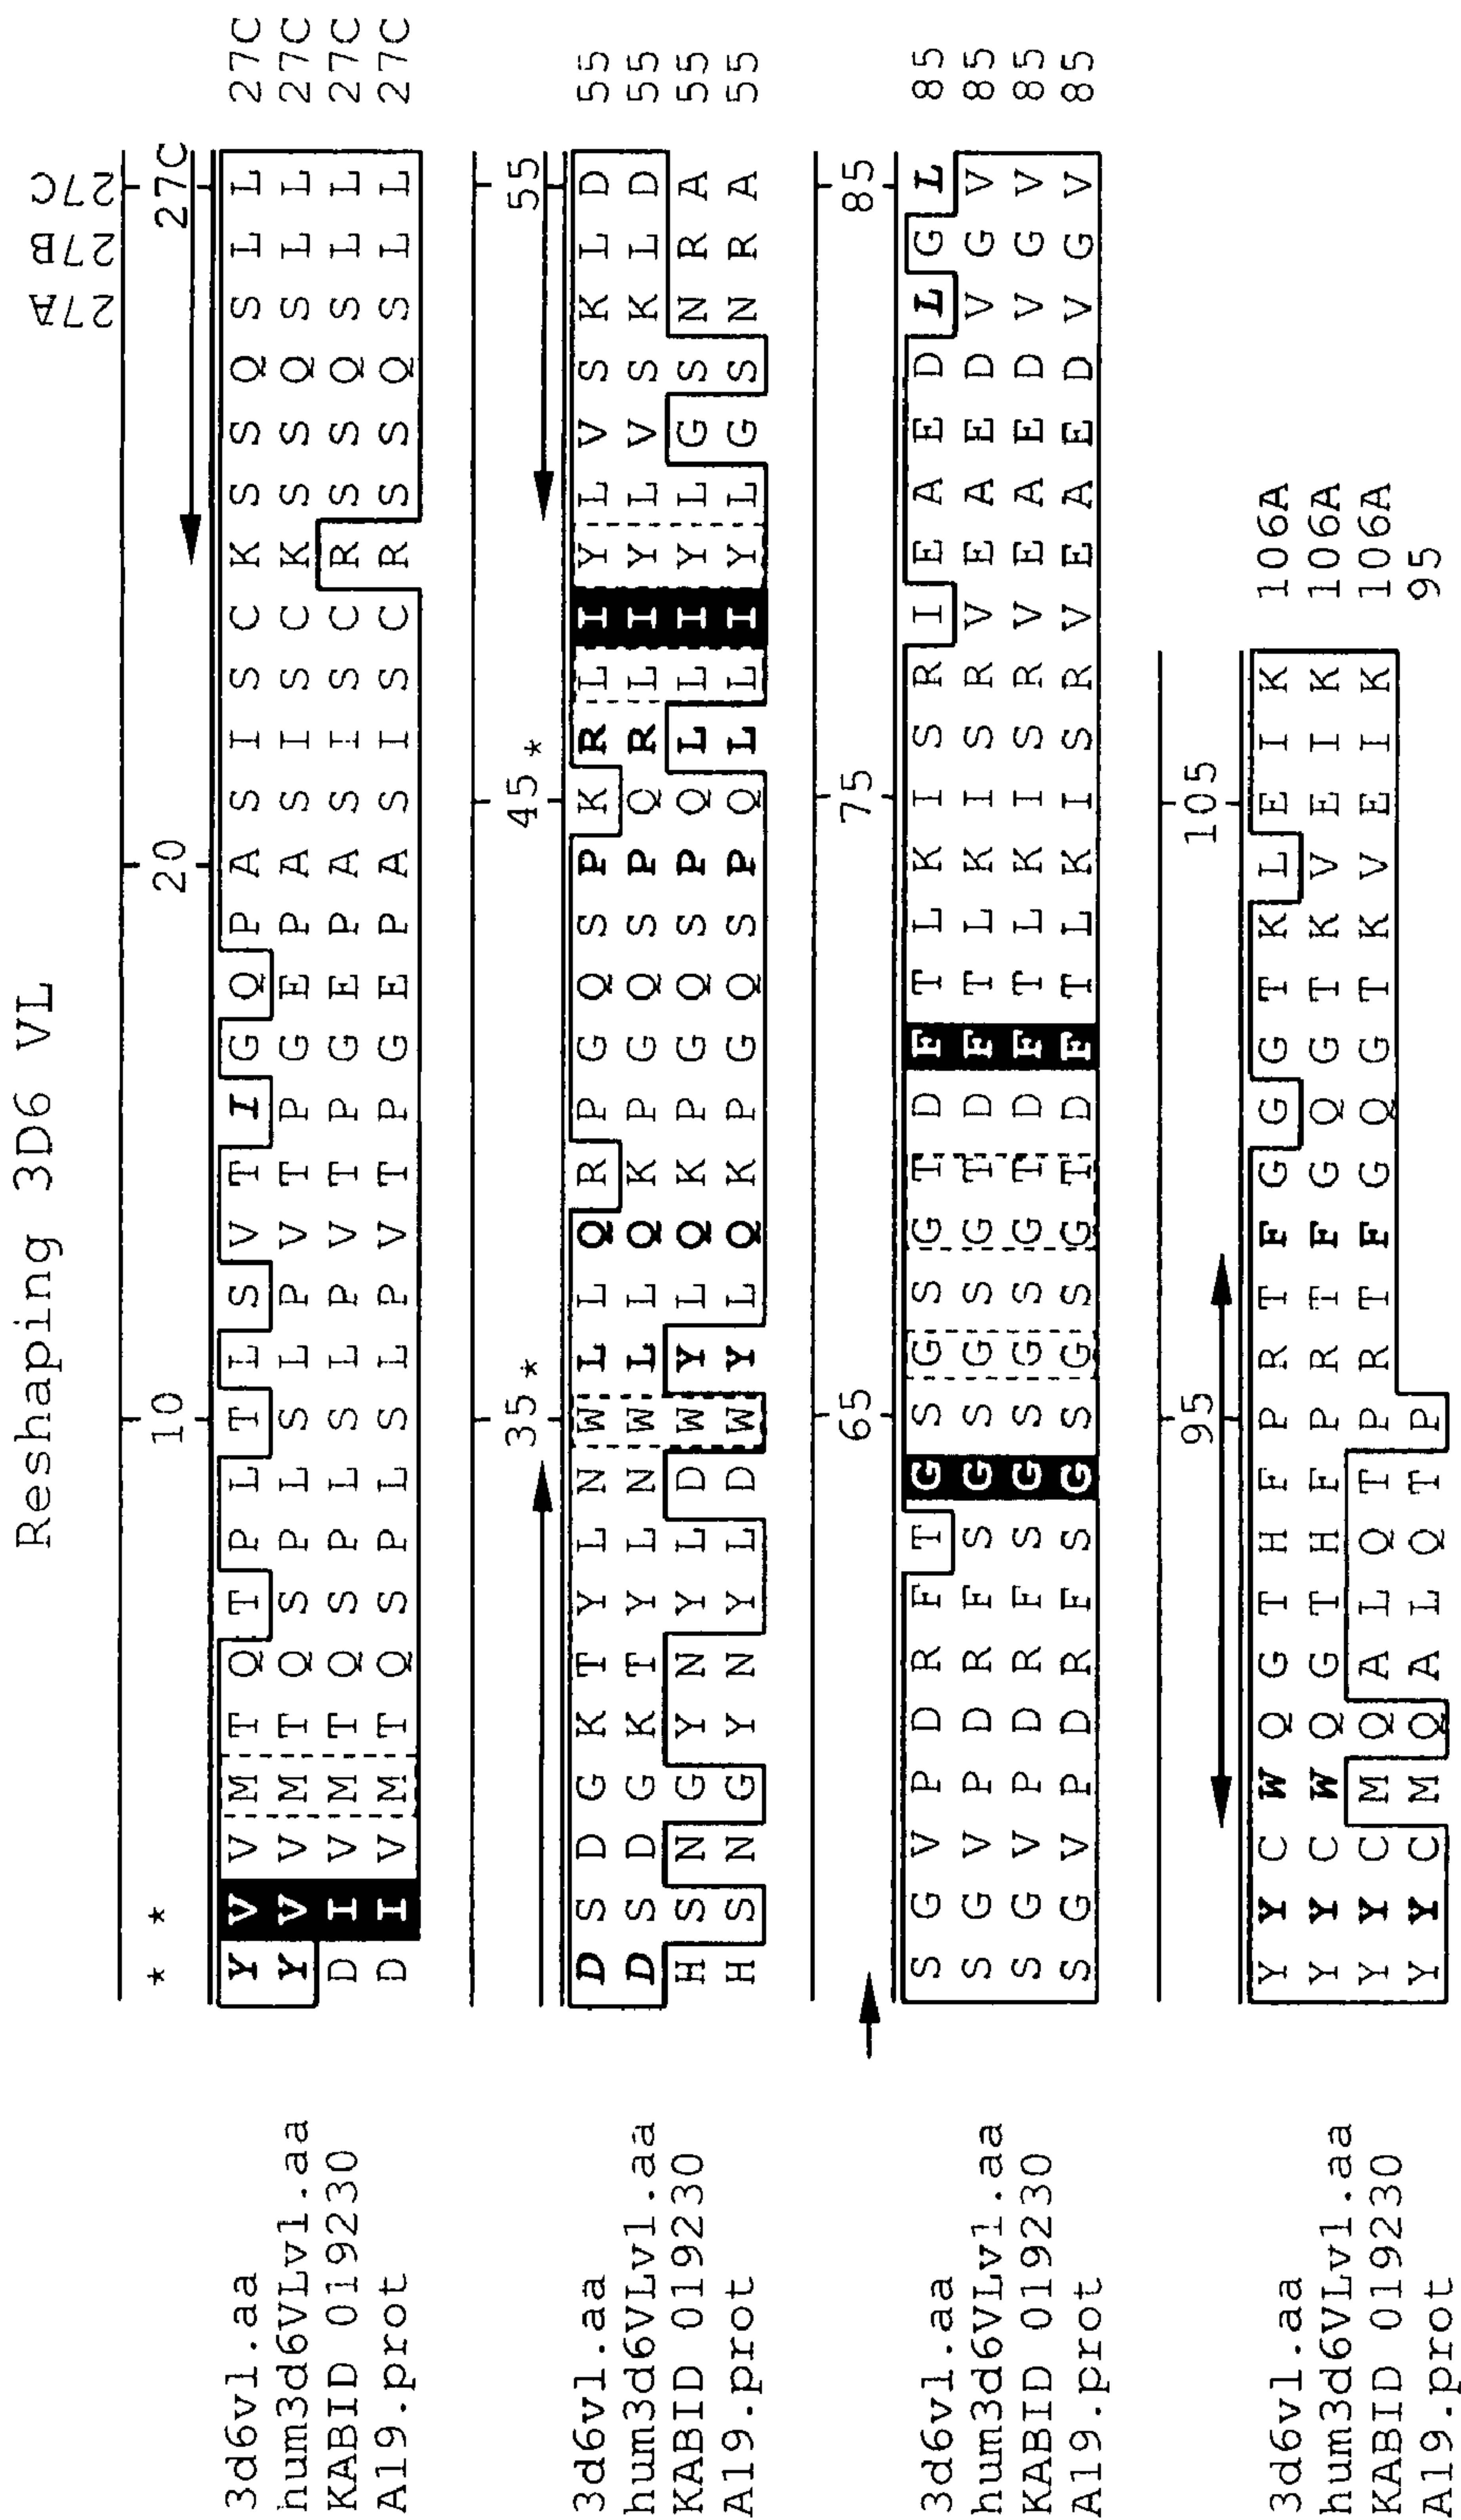 Reshaping 3D6 VL
27A 27B 27C
* * 10 20 27C
3d6vl.aa Y V V M T Q T P L T L S V T I G Q P A S I S C K S S Q S L L 27C
hum3d6VLv1.aa Y V V M T Q S P L S L P V T P G E P A S I S C K S S Q S L L 27C
KABID 019230 D I V M T Q S P L S L P V T P G E P A S I S C R S S Q S L L 27C
A19.prot D I V M T Q S P L S L P V T P G E P A S I S C R S S Q S L L 27C
35 * 45 * 55
3d6vl.aa D S D G K T Y L N W L L Q R P G Q S P K R L I Y L V S K L D 55
hum3d6VLv1.aa D S D G K T Y L N W L L Q K P G Q S P Q R L I Y L V S K L D 55
KABID 019230 H S N G Y N Y L D W Y L Q K P G Q S P Q L L I Y L G S N R A 55
A19.prot H S N G Y N Y L D W Y L Q K P G Q S P Q L L I Y L G S N R A 55
65 75 85
3d6vl.aa S G V P D R F T G S G S G T D F T L K I S R I E A E D L G L 85
hum3d6VLv1.aa S G V P D R F S G S G S G T D F T L K I S R V E A E D V G V 85
KABID 019230 S G V P D R F S G S G S G T D F T L K I S R V E A E D V G V 85
A19.prot S G V P D R F S G S G S G T D F T L K I S R V E A E D V G V 85
95 105
3d6vl.aa Y Y C W Q G T H F P R T F G G G T K L E I K 106A
hum3d6VLv1.aa Y Y C W Q G T H F P R T F G Q G T K V E I K 106A
KABID 019230 Y Y C M Q A L Q T P R T F G Q G T K V E I K 106A
A19.prot Y Y C M Q A L Q T P 95